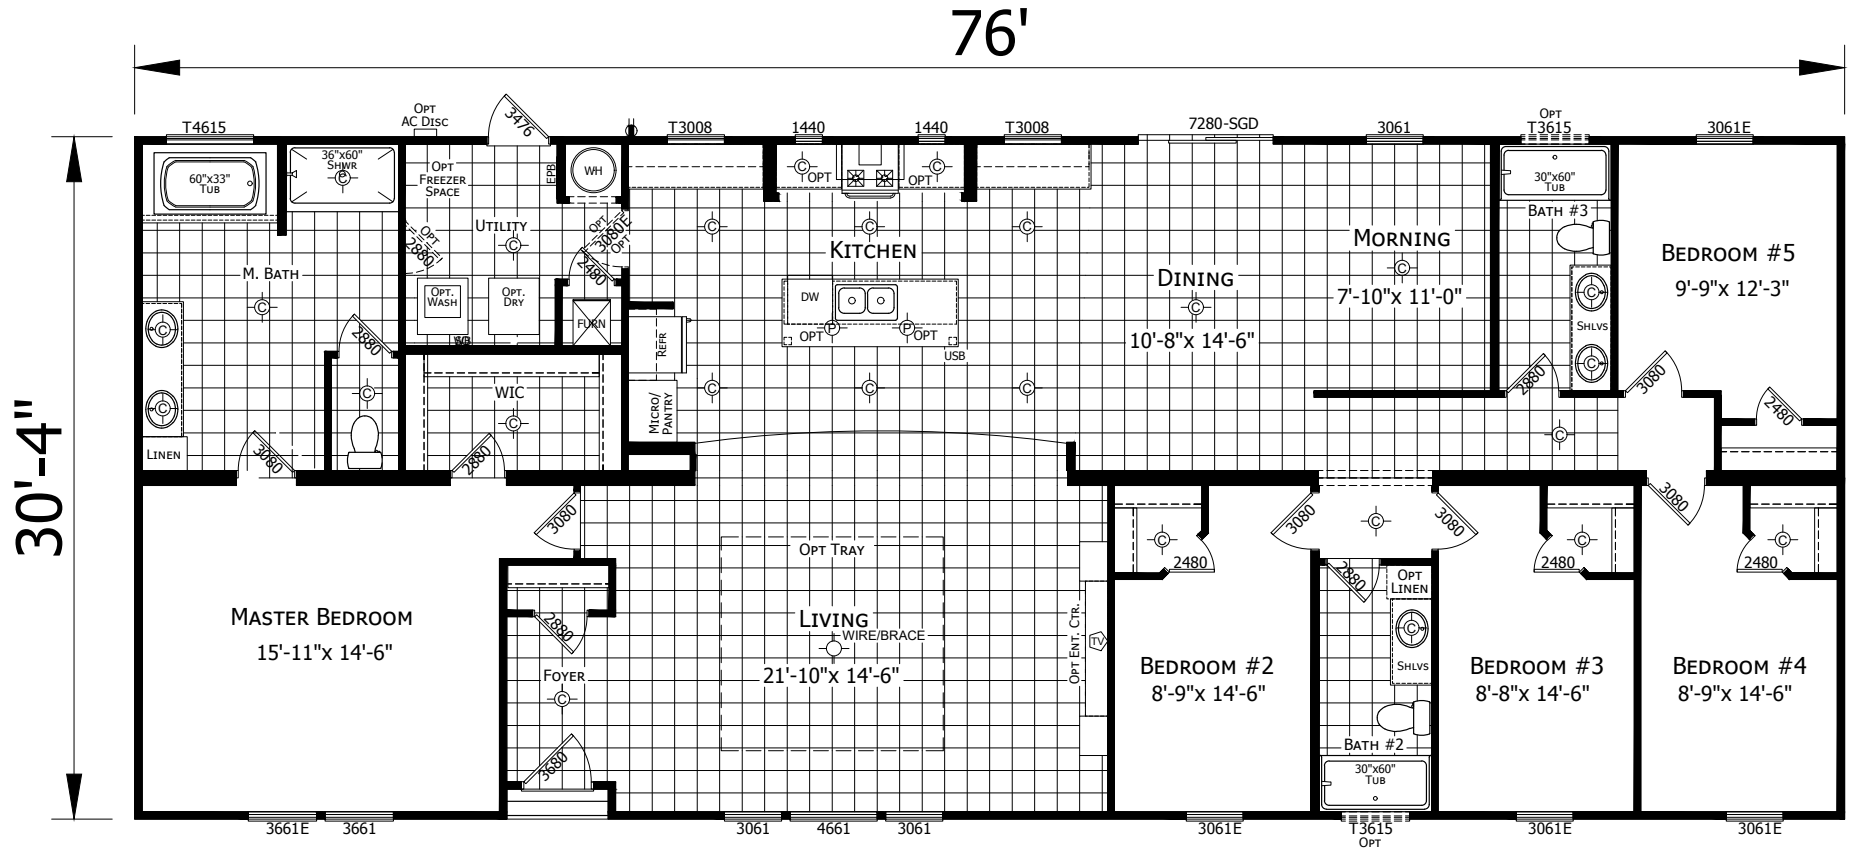 76'
30'-4"
T4615
OPT
AC DISC
3476
T3008
1440
1440
T3008
7280-SGD
3061
OPT
T3615
3061E
60"x33"
TUB
36"x60"
SHWR
C
OPT
FREEZER
SPACE
EPB
WH
C
OPT
C
OPT
30"x60"
TUB
UTILITY
C
OPT
2880
OPT
3080E
OPT
2480
C
C
C
KITCHEN
DINING
C
10'-8"x 14'-6"
MORNING
C
7'-10"x 11'-0"
BATH #3
BEDROOM #5
9'-9"x 12'-3"
M. BATH
C
OPT.
WASH
OPT.
DRY
FURN
DW
P
P
OPT
OPT
USB
REFR
C
SHLVS
C
C
C
2880
C
WIC
C
MICRO/
PANTRY
C
C
C
2880
3080
2480
C
LINEN
3080
2880
3080
3080
C
3080
3080
C
2480
C
2480
C
2480
OPT TRAY
LIVING
WIRE/BRACE
21'-10"x 14'-6"
OPT ENT. CTR.
TV
MASTER BEDROOM
15'-11"x 14'-6"
2880
FOYER
C
3680
2880
OPT
LINEN
C
SHLVS
BATH #2
30"x60"
TUB
BEDROOM #2
8'-9"x 14'-6"
BEDROOM #3
8'-8"x 14'-6"
BEDROOM #4
8'-9"x 14'-6"
3661E
3661
3061
4661
3061
3061E
T3615
OPT
3061E
3061E